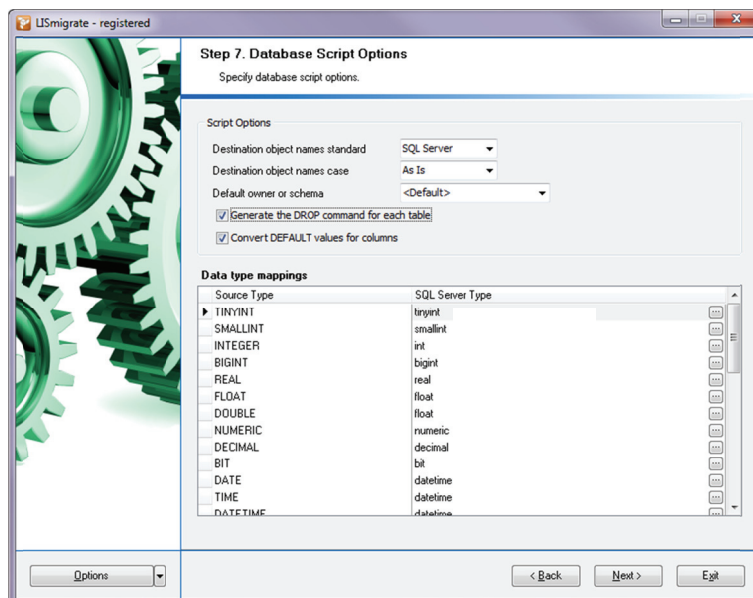 LISmigrate - registered
Step 7. Database Script Options
Specify database script options.
Script Options
Destination object names standard SQL Server
Destination object names case As Is
Default owner or schema <Default>
Generate the DROP command for each table
Convert DEFAULT values for columns
Data type mappings
Source Type SQL Server Type
TINYINT tinyint
SMALLINT smallint
INTEGER int
BIGINT bigint
REAL real
FLOAT float
DOUBLE float
NUMERIC numeric
DECIMAL decimal
BIT bit
DATE datetime
TIME datetime
DATETIME datetime
Options < Back Next > Exit